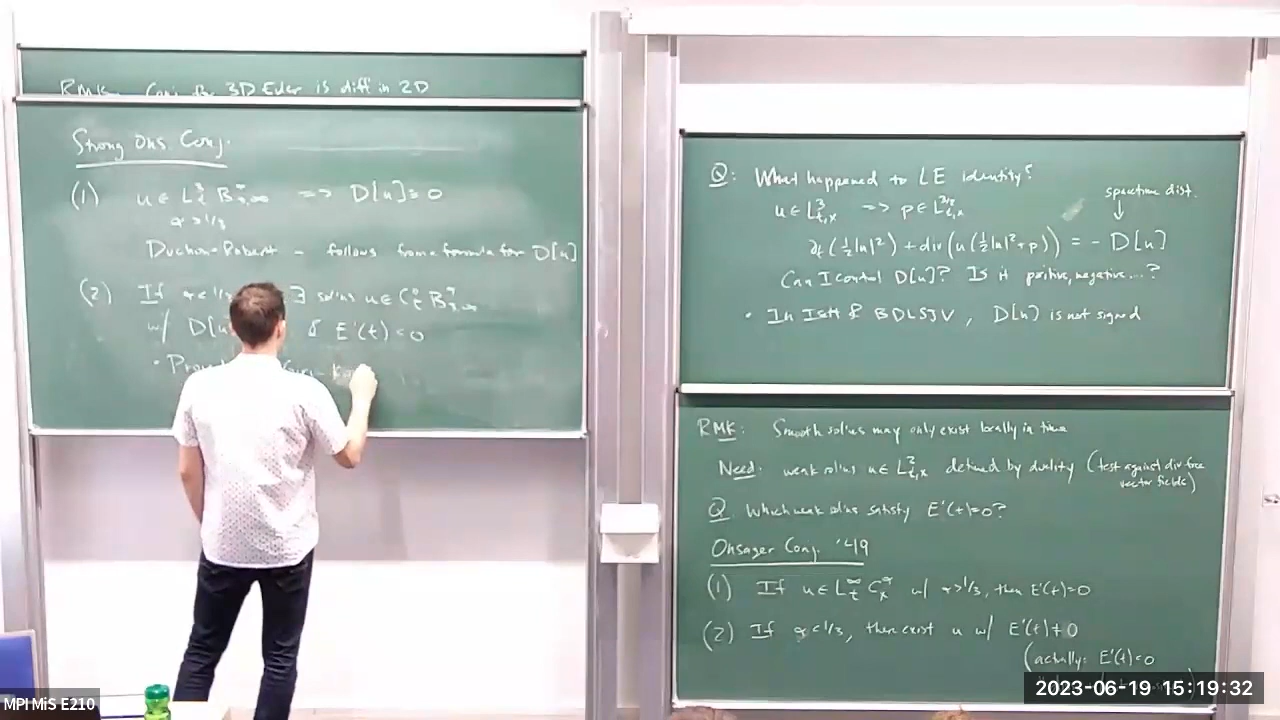 RMK: Conj for 3D Euler is diff in 2D
Strong Ons. Conj.
(1) u ∈ L³ₜ B^α₃,∞ => D[u] = 0
α > 1/3
Duchon-Robert - follows from a formula for D[u]
(2) If α < 1/3 ∃ solns u ∈ C⁰ₜ B^α₃,∞
w/ D[u & E'(t) < 0
Q: What happened to LE identity?
spacetime dist.
u ∈ L³ₜ,ₓ => p ∈ L^{3/2}ₜ,ₓ
∂ₜ(½|u|²) + div(u(½|u|²+p)) = - D[u]
Can I control D[u]? Is it positive, negative...?
• In Isett & BDLSJV, D[u] is not signed
RMK: Smooth solns may only exist locally in time
Need: weak solns u ∈ L²ₜ,ₓ defined by duality (test against div free vector fields)
Q Which weak solns satisfy E'(t)=0?
Onsager Conj. '49
(1) If u ∈ L^∞ₜ C^αₓ w/ α > 1/3, then E'(t)=0
(2) If α < 1/3, then exist u w/ E'(t) ≠ 0
(actually: E'(t) < 0
MPI MiS E210
2023-06-19 15:19:32